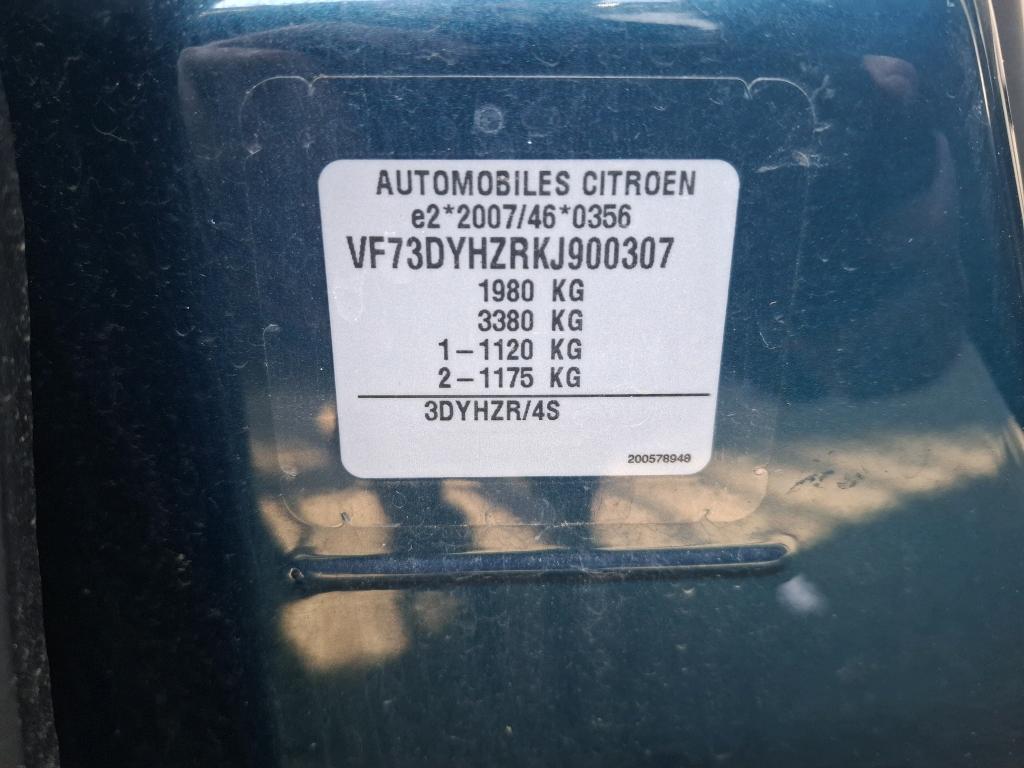 AUTOMOBILES CITROEN
e2*2007/46*0356
VF73DYHZRKJ900307
1980 KG
3380 KG
1-1120 KG
2-1175 KG
3DYHZR/4S
200578948